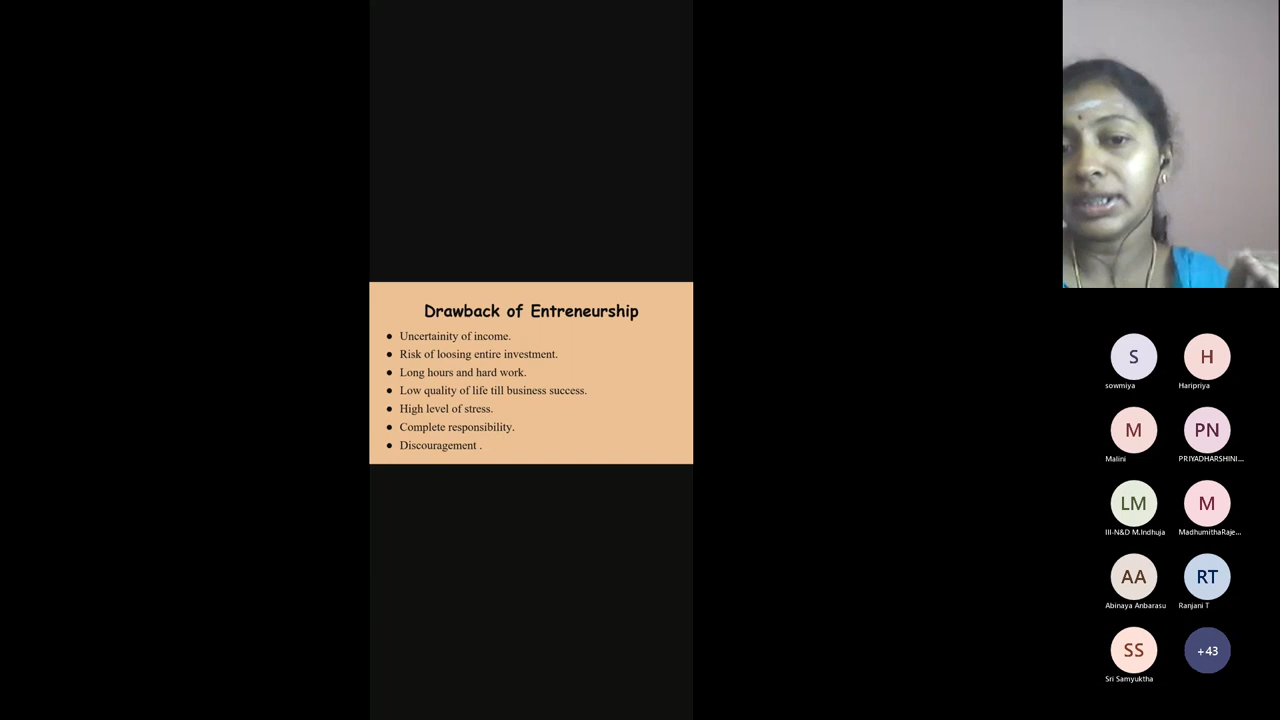 Drawback of Entreneurship
● Uncertainity of income.
● Risk of loosing entire investment.
● Long hours and hard work.
● Low quality of life till business success.
● High level of stress.
● Complete responsibility.
● Discouragement .
S
H
sowmiya
Haripriya
M
PN
Malini
PRIYADHARSHINI...
LM
M
III-N&D M.Indhuja
MadhumithaRaje...
AA
RT
Abinaya Anbarasu
Ranjani T
SS
+43
Sri Samyuktha